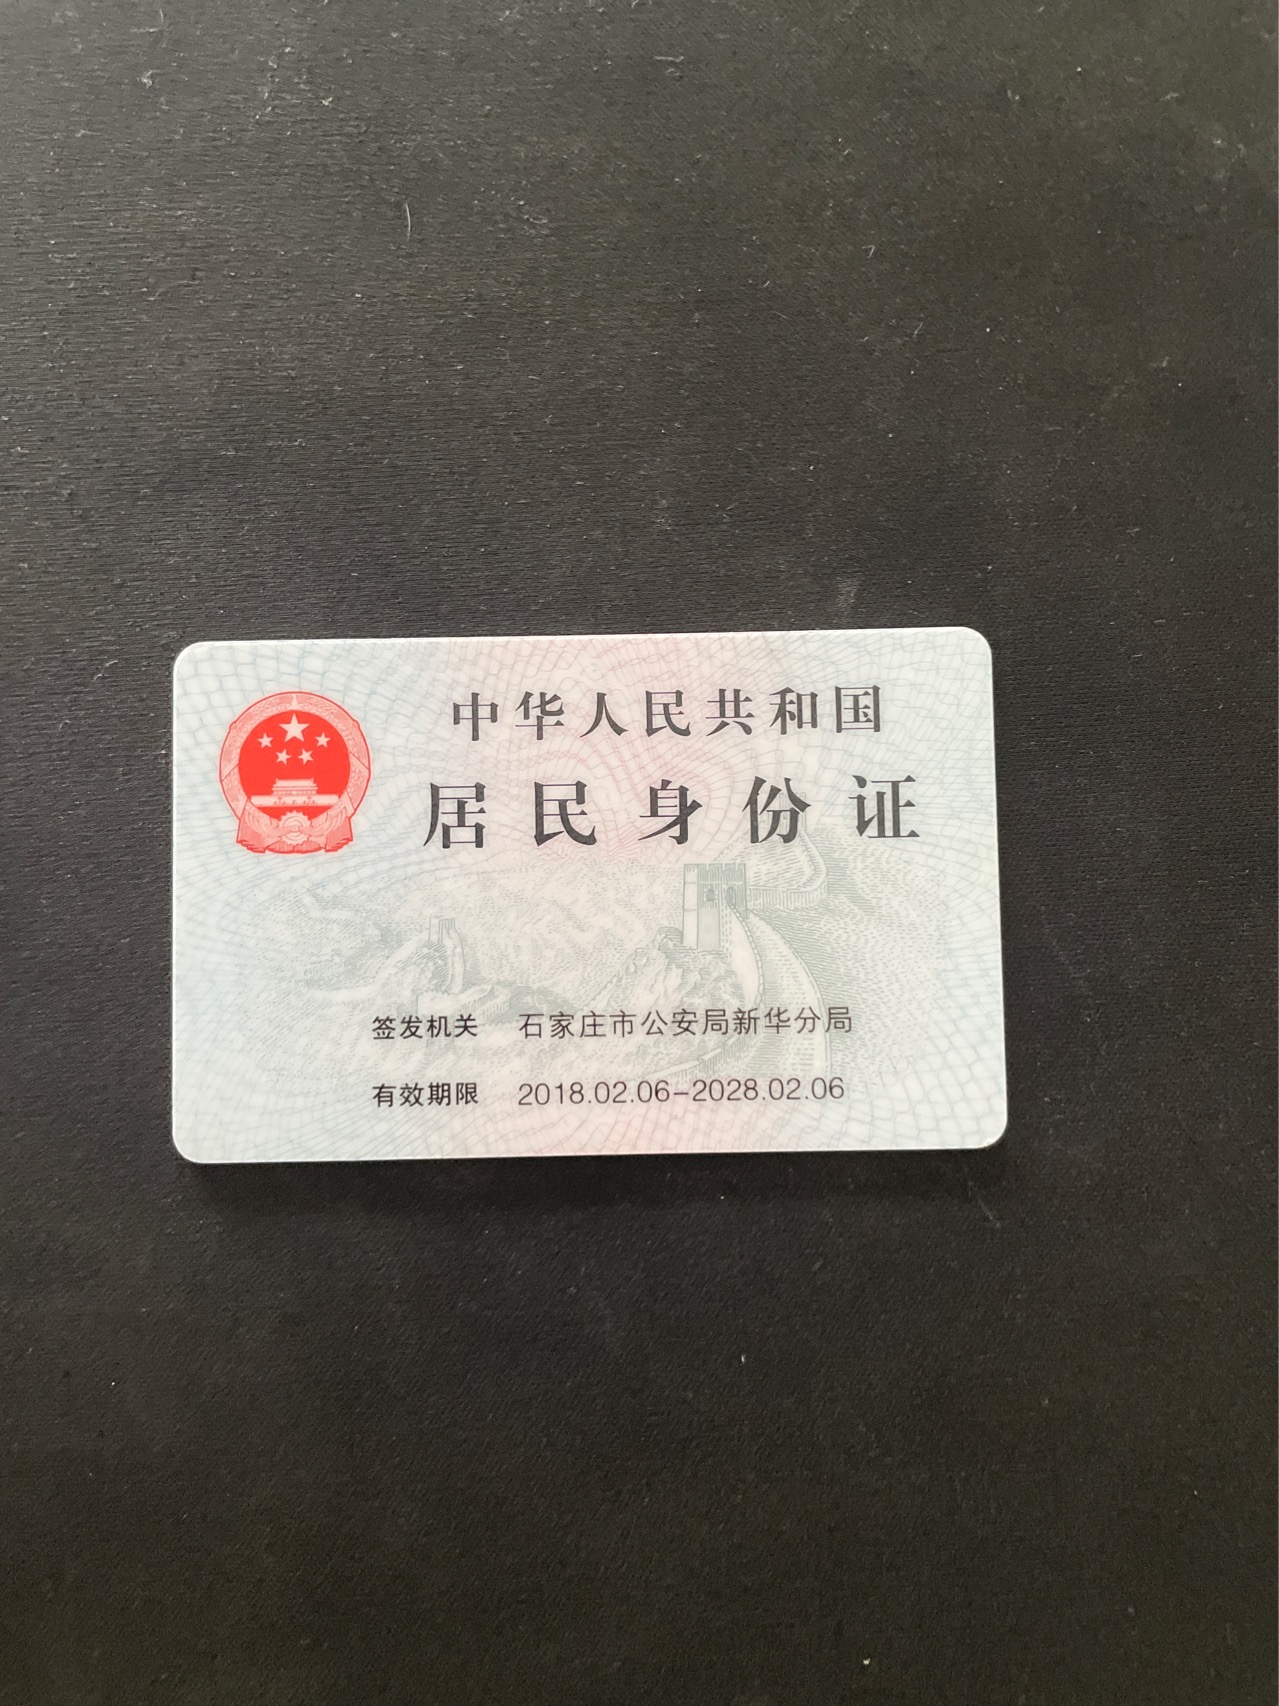 中华人民共和国
居民身份证
签发机关 石家庄市公安局新华分局
有效期限 2018.02.06-2028.02.06